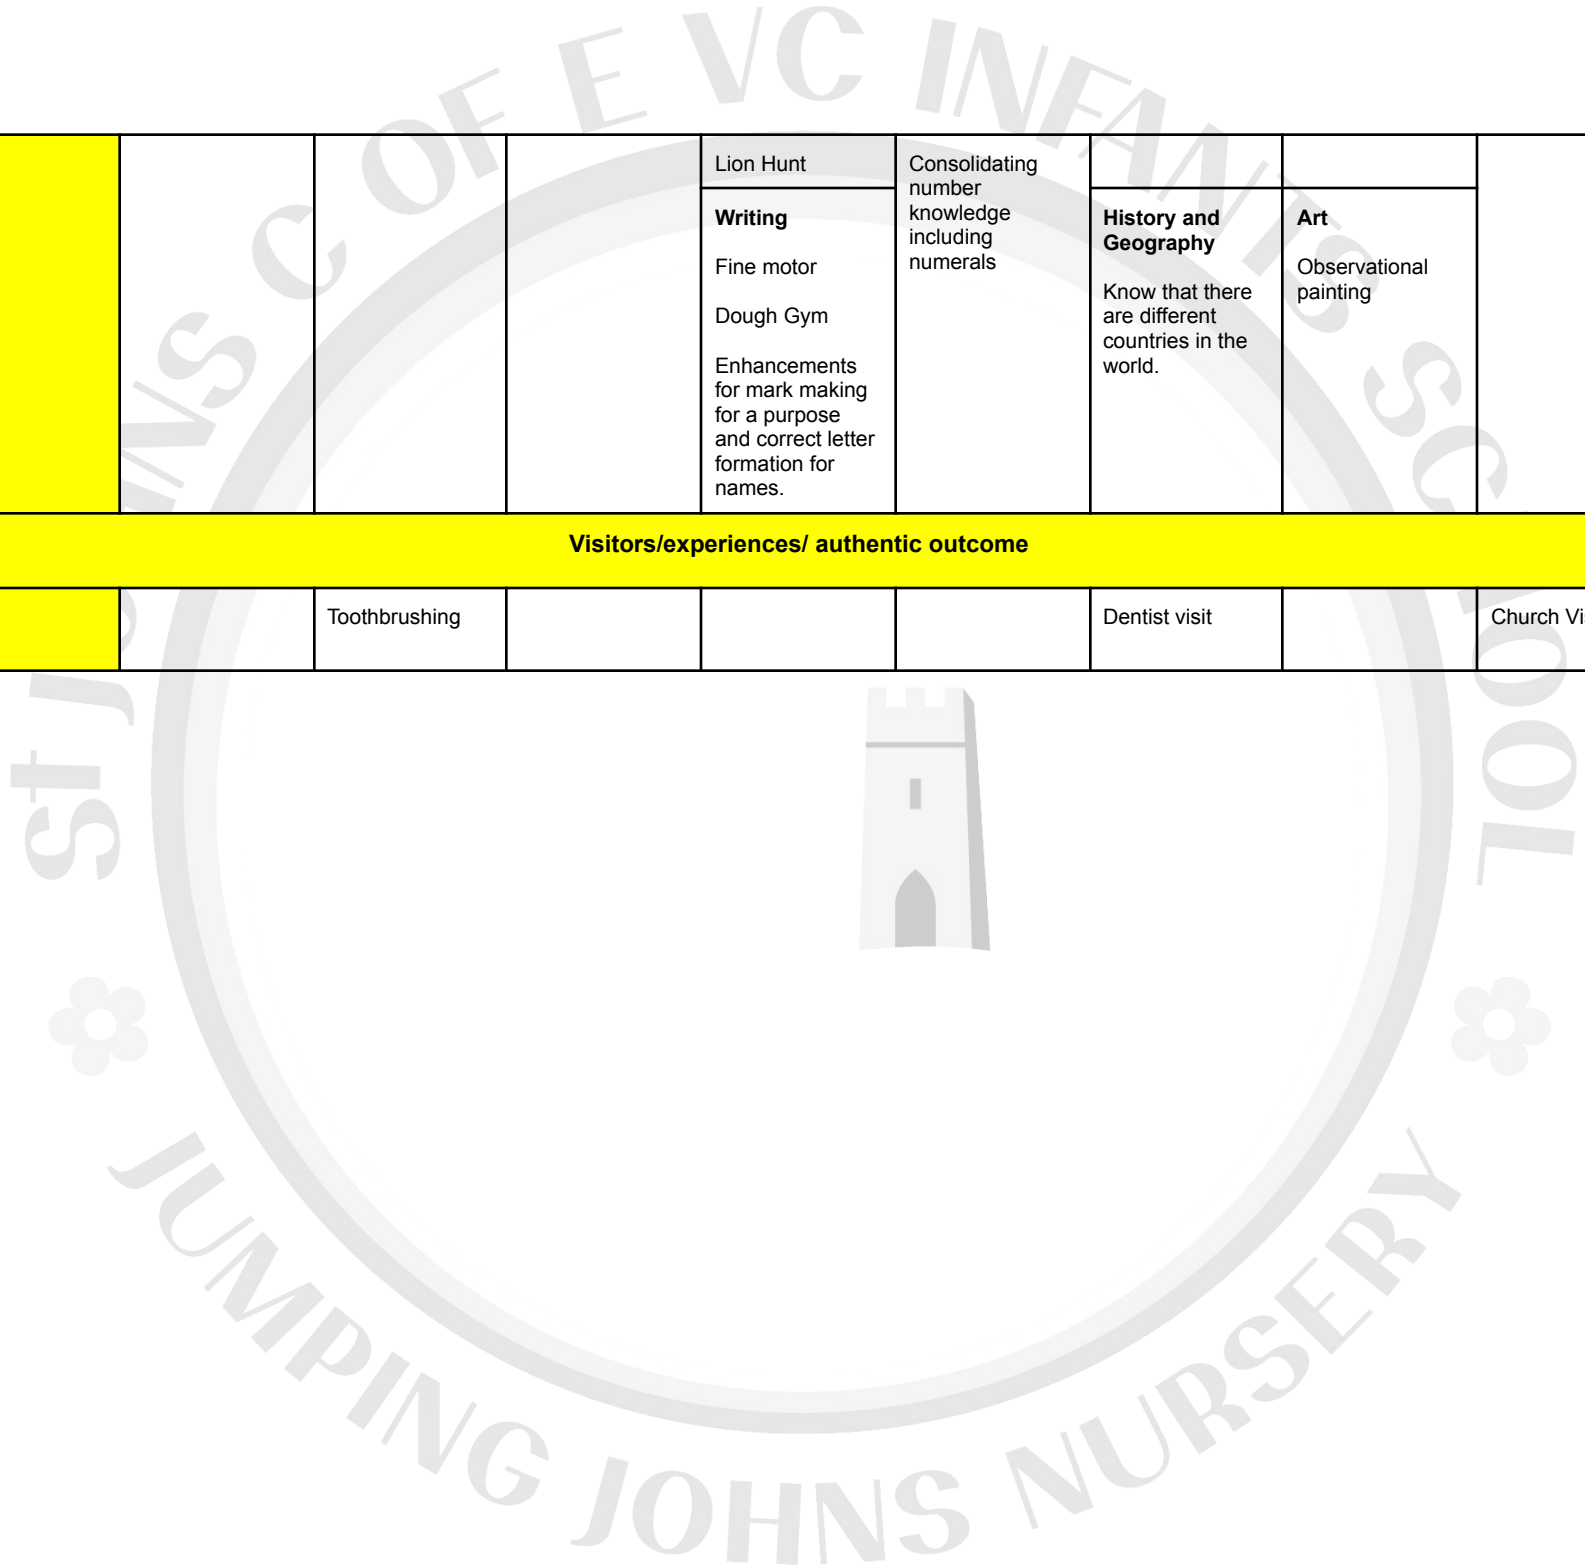 St JOHNS C OF E VC INFANTS SCHOOL
Lion Hunt
Writing
Fine motor
Dough Gym
Enhancements
for mark making
for a purpose
and correct letter
formation for
names.
Consolidating
number
knowledge
including
numerals
History and
Geography
Know that there
are different
countries in the
world.
Art
Observational
painting
Visitors/experiences/ authentic outcome
Toothbrushing
Dentist visit
Church Vis
JUMPING JOHNS NURSERY